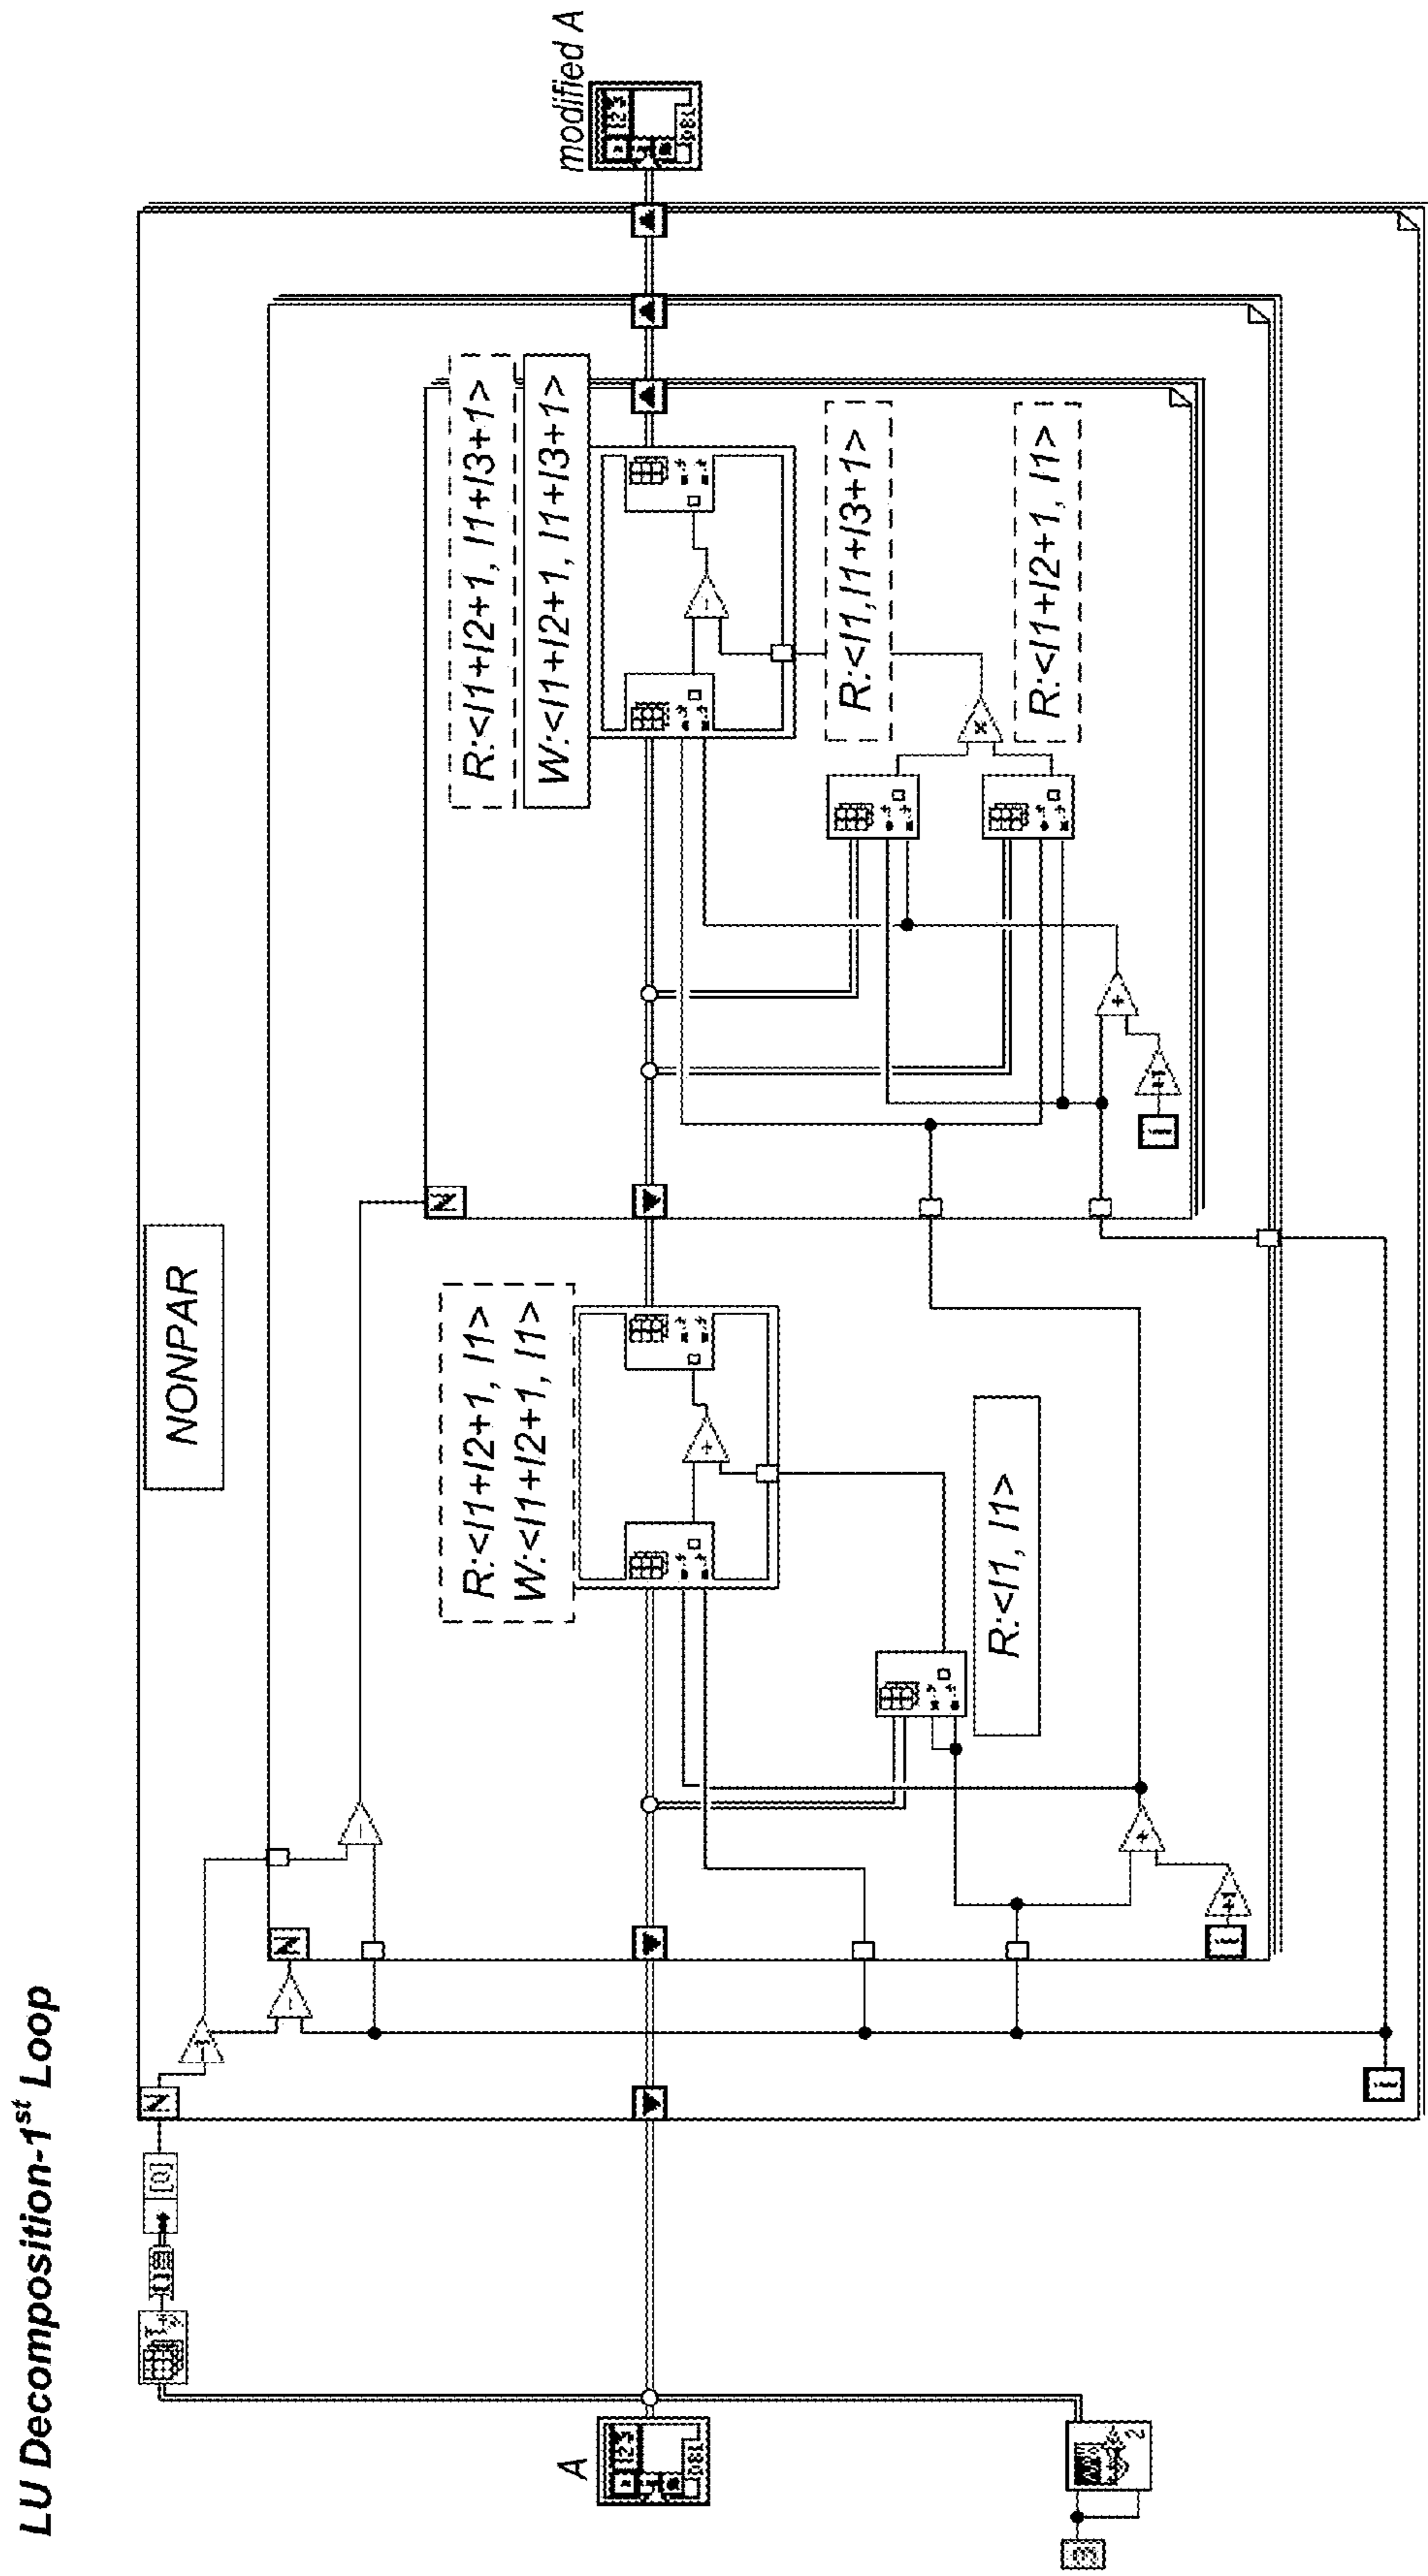 LU Decomposition-1st Loop
NONPAR
R:<I1+I2+1, I1+I3+1>
W:<I1+I2+1, I1+I3+1>
modified A
R:<I1+I2+1, I1>
W:<I1+I2+1, I1>
R:<I1,I1+I3+1>
R:<I1+I2+1, I1>
R:<I1, I1>
A
N
N
N
[0]